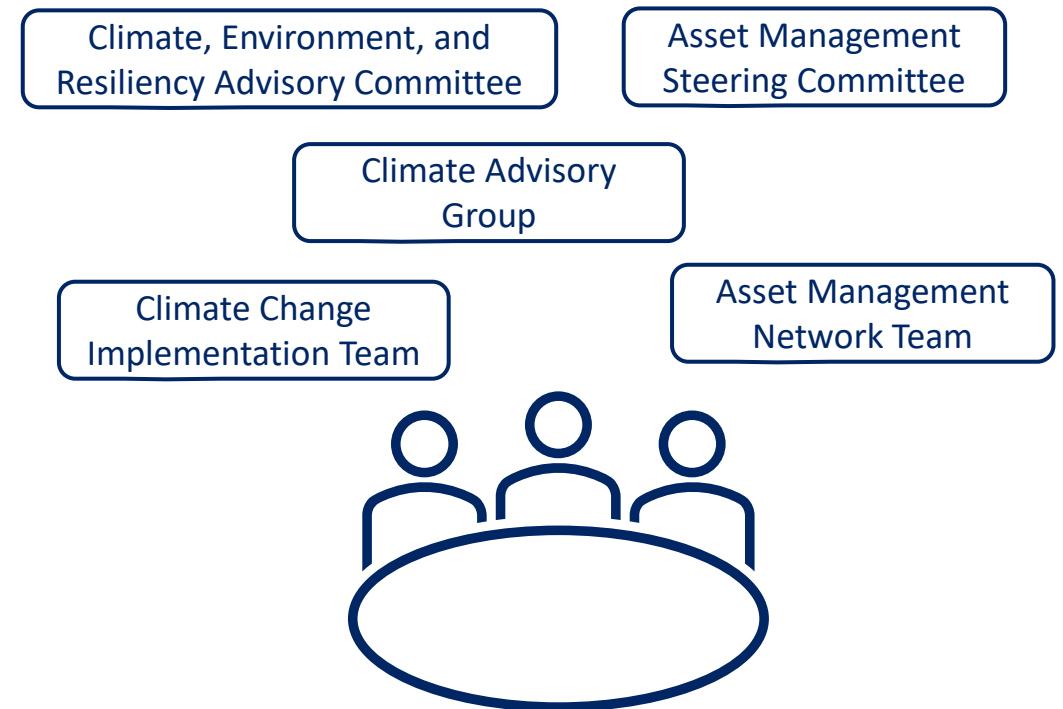 Climate, Environment, and
Resiliency Advisory Committee
Asset Management
Steering Committee
Climate Advisory
Group
Climate Change
Implementation Team
Asset Management
Network Team